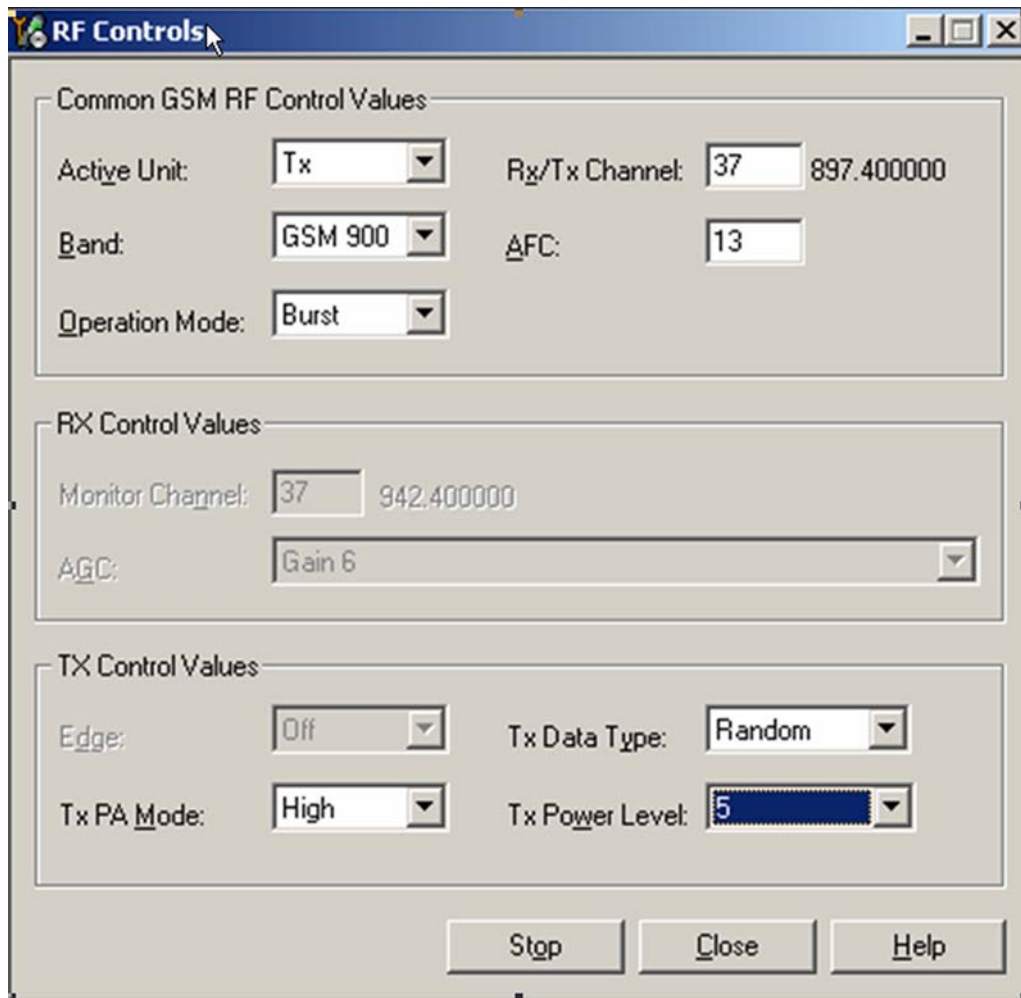 RF Controls
Common GSM RF Control Values
Active Unit: Tx Rx/Tx Channel: 37 897.400000
Band: GSM 900 AFC: 13
Operation Mode: Burst
RX Control Values
Monitor Channel: 37 942.400000
AGC: Gain 6
TX Control Values
Edge: Off Tx Data Type: Random
Tx PA Mode: High Tx Power Level: 5
Stop Close Help